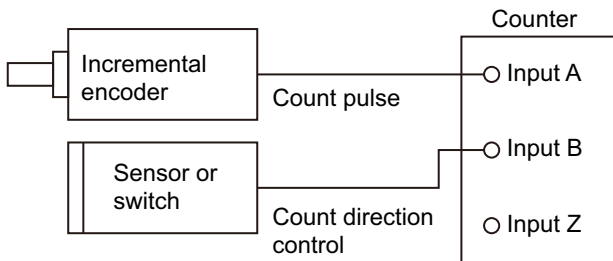 Counter
Incremental
encoder
Input A
Count pulse
Input B
Sensor or
switch
Count direction
control
Input Z